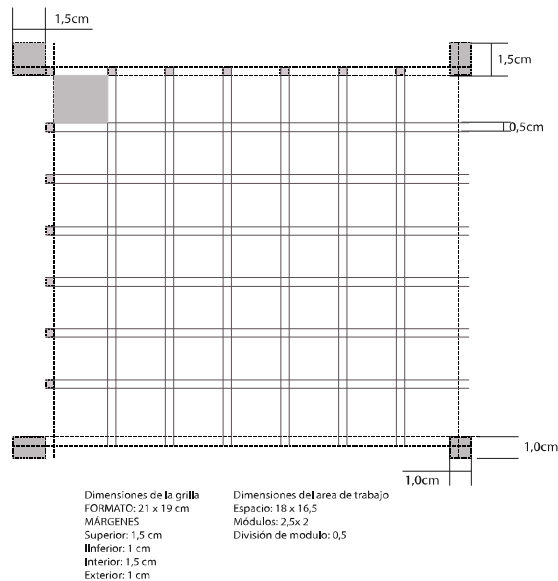 1,5cm
1,5cm
0,5cm
1,0cm
1,0cm
Dimensiones de la grilla
FORMATO: 21 x 19 cm
MÁRGENES
Superior: 1,5 cm
IInferior: 1 cm
Interior: 1,5 cm
Exterior: 1 cm
Dimensiones del area de trabajo
Espacio: 18 x 16,5
Módulos: 2,5x 2
División de modulo: 0,5